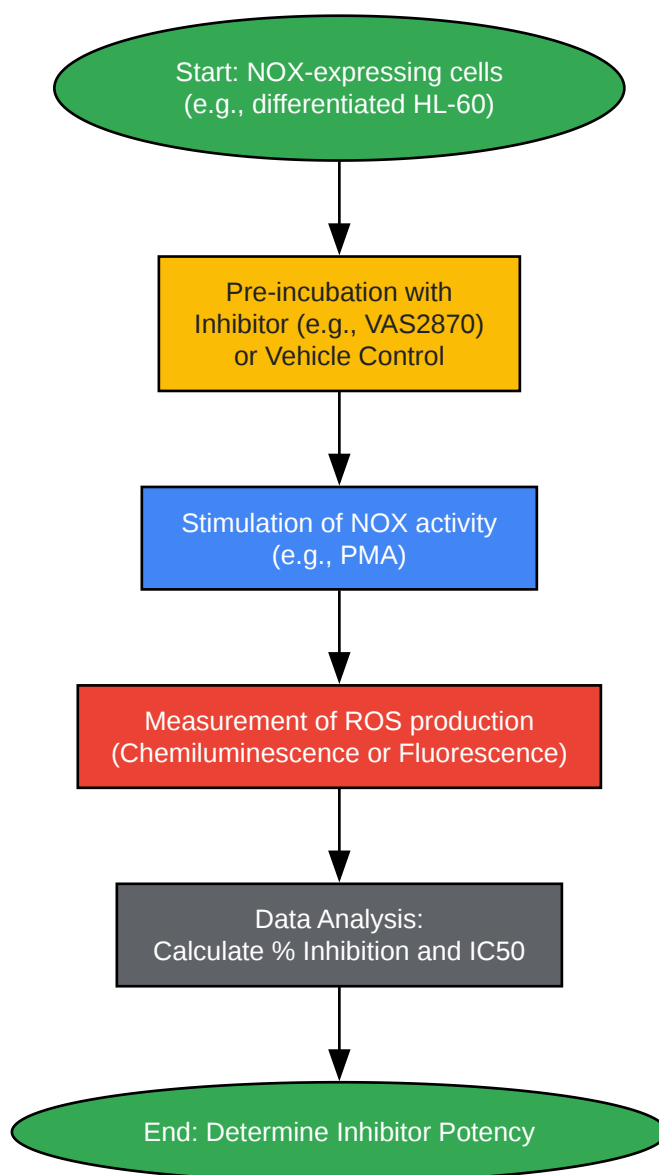 Start: NOX-expressing cells
(e.g., differentiated HL-60)
Pre-incubation with
Inhibitor (e.g., VAS2870)
or Vehicle Control
Stimulation of NOX activity
(e.g., PMA)
Measurement of ROS production
(Chemiluminescence or Fluorescence)
Data Analysis:
Calculate % Inhibition and IC50
End: Determine Inhibitor Potency